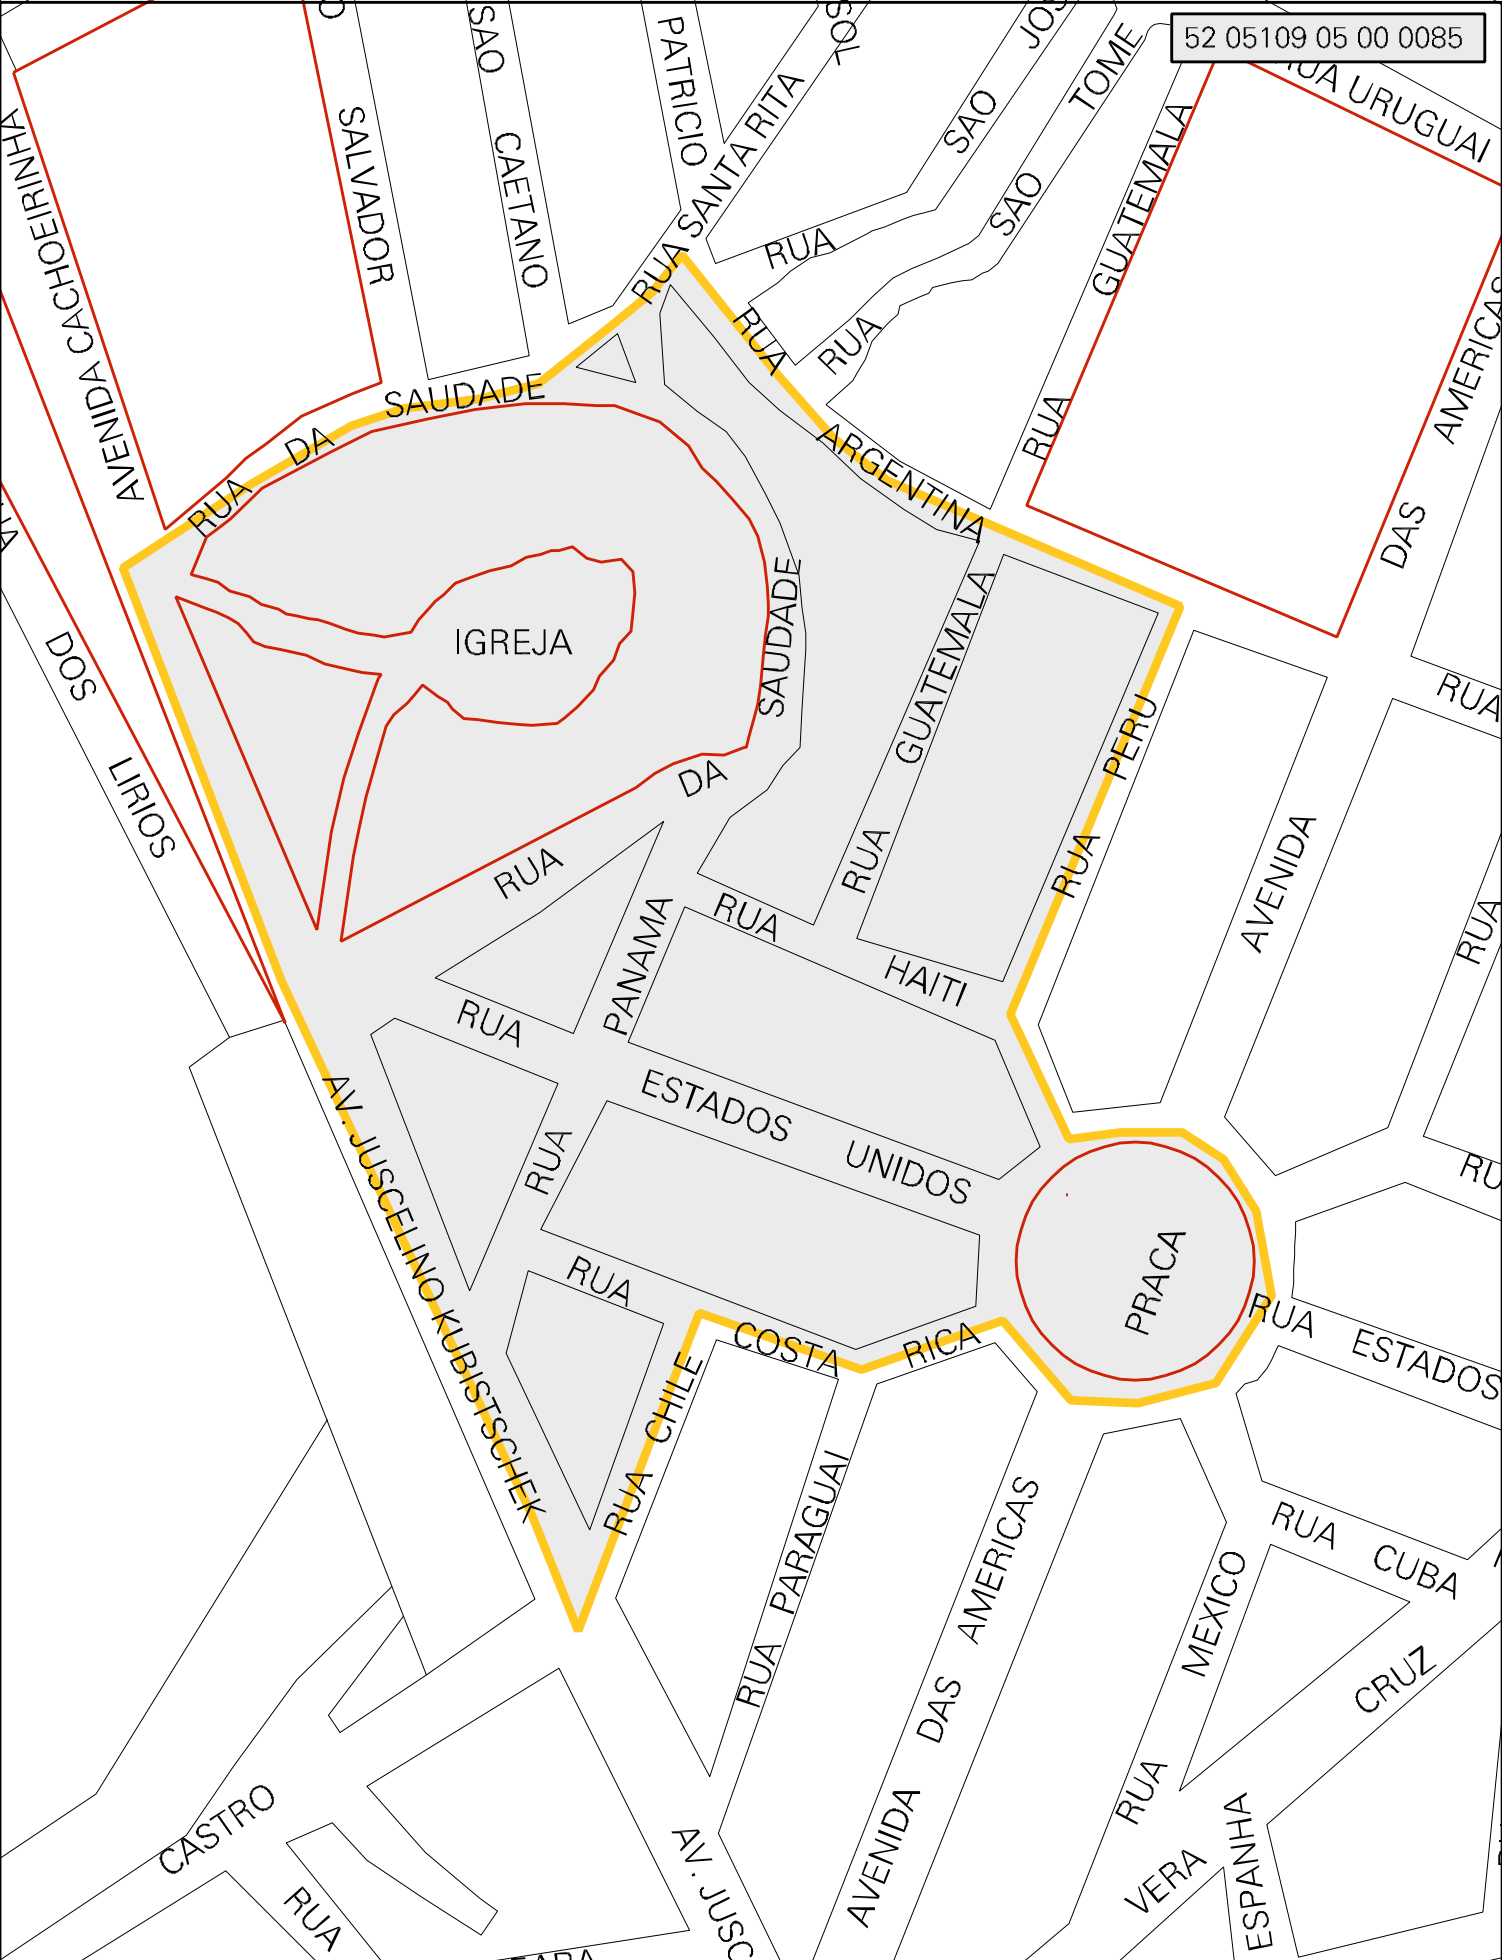 52 05109 05 00 0085
SAO
PATRICIO
SOL
SAO JOS
SAO TOME
RUA URUGUAI
SALVADOR
CAETANO
RUA SANTA RITA
RUA
RUA
GUATEMALA
RUA
AVENIDA CACHOEIRINHA
RUA DA SAUDADE
RUA ARGENTINA
DAS AMERICAS
IGREJA
SAUDADE
DA
RUA
RUA GUATEMALA
RUA PERU
RUA
DOS LIRIOS
AVENIDA
RUA
RUA HAITI
PANAMA
RUA
RUA
ESTADOS UNIDOS
AV. JUSCELINO KUBISTSCHEK
RU
PRACA
RUA
COSTA RICA
RUA ESTADOS
RUA CHILE
RUA PARAGUAI
AVENIDA DAS AMERICAS
RUA MEXICO
RUA CUBA
VERA CRUZ
ESPANHA
CASTRO
RUA
AV. JUSC